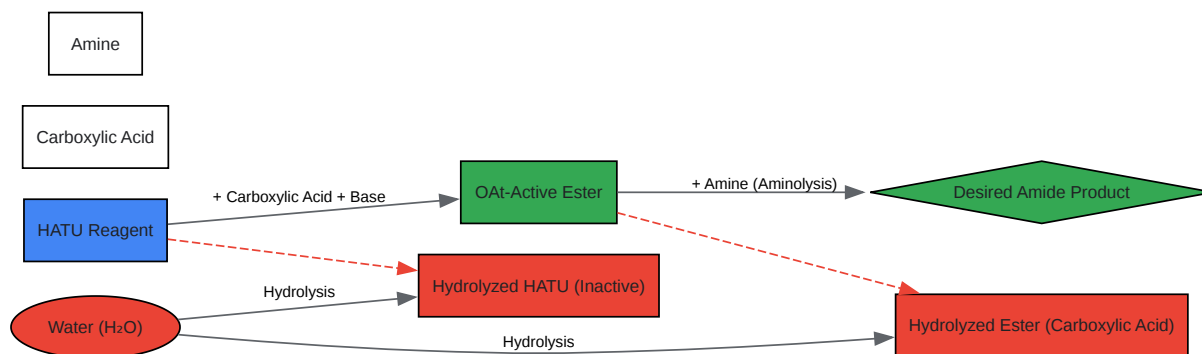 Amine
Carboxylic Acid
+ Carboxylic Acid + Base
OAt-Active Ester
+ Amine (Aminolysis)
Desired Amide Product
HATU Reagent
Hydrolyzed HATU (Inactive)
Hydrolysis
Water (H₂O)
Hydrolyzed Ester (Carboxylic Acid)
Hydrolysis